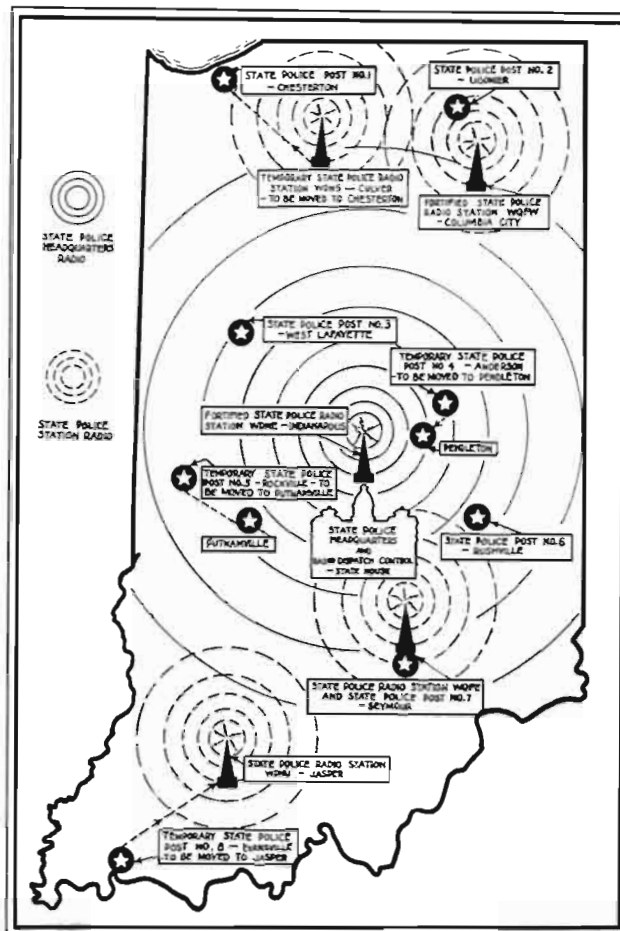 STATE POLICE POST NO.1
– CHESTERTON
STATE POLICE POST NO. 2
– LIGONIER
TEMPORARY STATE POLICE RADIO
STATION – CULVER
– TO BE MOVED TO CHESTERTON
FORTIFIED STATE POLICE
RADIO STATION
– COLUMBIA CITY
STATE POLICE
HEADQUARTERS
RADIO
STATE POLICE POST NO.3
– WEST LAFAYETTE
TEMPORARY STATE POLICE
POST NO 4 – ANDERSON
– TO BE MOVED TO PENDLETON
STATE POLICE
STATION RADIO
FORTIFIED STATE POLICE RADIO
STATION – INDIANAPOLIS
PENDLETON
TEMPORARY STATE POLICE
POST NO.5 – ROCKVILLE – TO
BE MOVED TO PUTNAMVILLE
PUTNAMVILLE
STATE POLICE
HEADQUARTERS
AND
RADIO DISPATCH CONTROL
– STATE HOUSE
STATE POLICE POST NO.6
– RUSHVILLE
STATE POLICE RADIO STATION WQFE
AND STATE POLICE POST NO.7
– SEYMOUR
STATE POLICE RADIO STATION
– JASPER
TEMPORARY STATE POLICE
POST NO. 8 – EVANSVILLE
TO BE MOVED TO JASPER